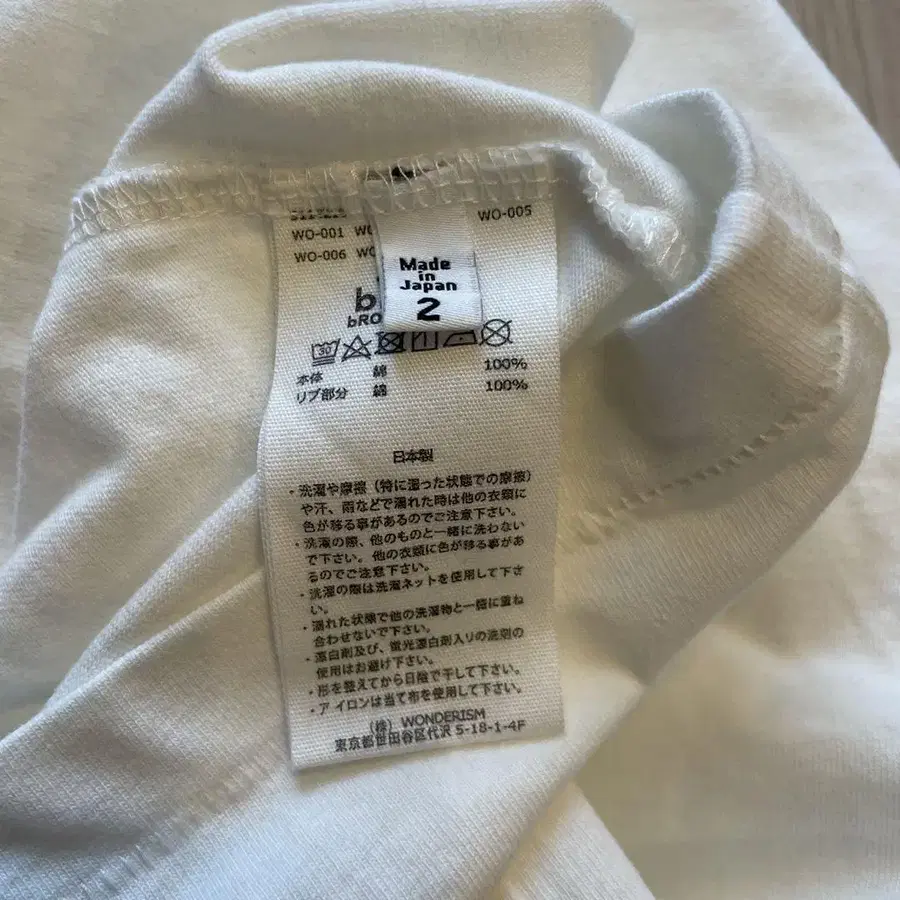 WO-005
WO-001
WO-006
Made
in
Japan
2
30
本体 綿 100%
リブ部分 綿 100%
日本製
・洗濯や摩擦（特に湿った状態での摩擦）
や汗、雨などで濡れた時は他の衣類に
色が移る事があるのでご注意下さい。
・洗濯の際、他のものと一緒に洗わない
で下さい。他の衣類に色が移る事があ
るのでご注意下さい。
・洗濯の際は洗濯ネットを使用して下さ
い。
・濡れた状態で他の洗濯物と一緒に重ね
合わせないで下さい。
・漂白剤及び、蛍光漂白剤入りの洗剤の
使用はお避け下さい。
・形を整えてから日陰で干して下さい。
・アイロンは当て布を使用して下さい。
(株) WONDERISM
東京都世田谷区代沢 5-18-1-4F